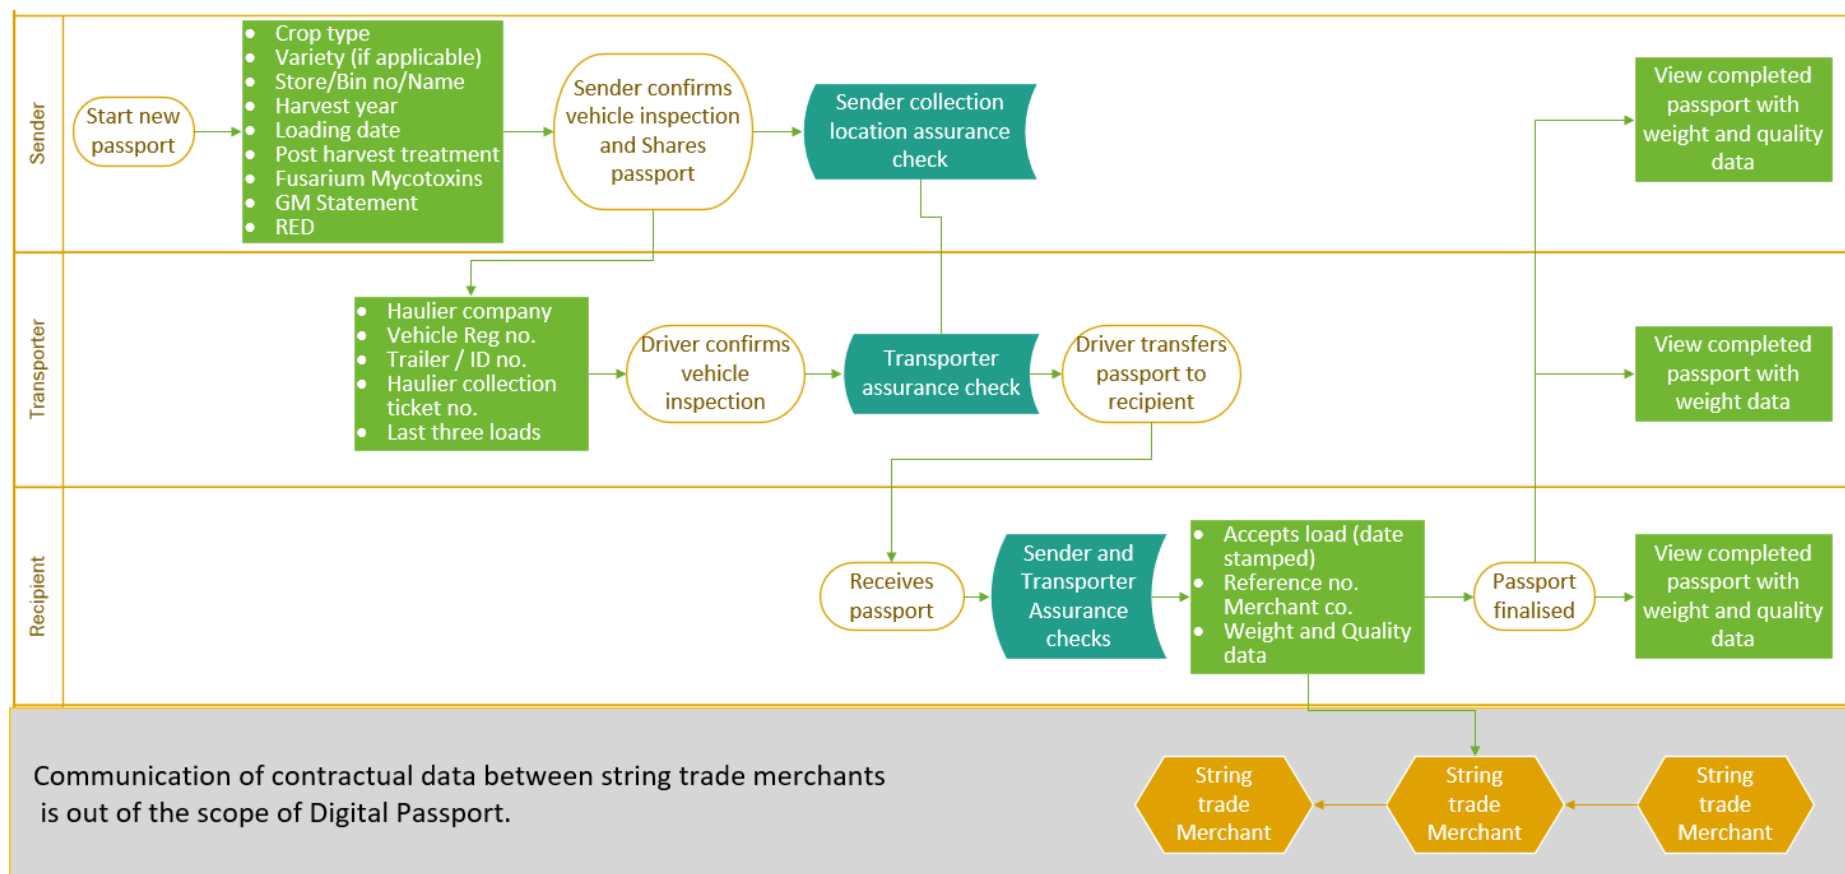 Sender
Start new
passport
Crop type
Variety (if applicable)
Store/Bin no/Name
Harvest year
Loading date
Post harvest treatment
Fusarium Mycotoxins
GM Statement
RED
Sender confirms
vehicle inspection
and Shares
passport
Sender collection
location assurance
check
View completed
passport with
weight and quality
data
Transporter
Haulier company
Vehicle Reg no.
Trailer / ID no.
Haulier collection
ticket no.
Last three loads
Driver confirms
vehicle
inspection
Transporter
assurance check
Driver transfers
passport to
recipient
View completed
passport with
weight data
Recipient
Receives
passport
Sender and
Transporter
Assurance
checks
Accepts load (date
stamped)
Reference no.
Merchant co.
Weight and Quality
data
Passport
finalised
View completed
passport with
weight and quality
data
Communication of contractual data between string trade merchants
is out of the scope of Digital Passport.
String
trade
Merchant
String
trade
Merchant
String
trade
Merchant